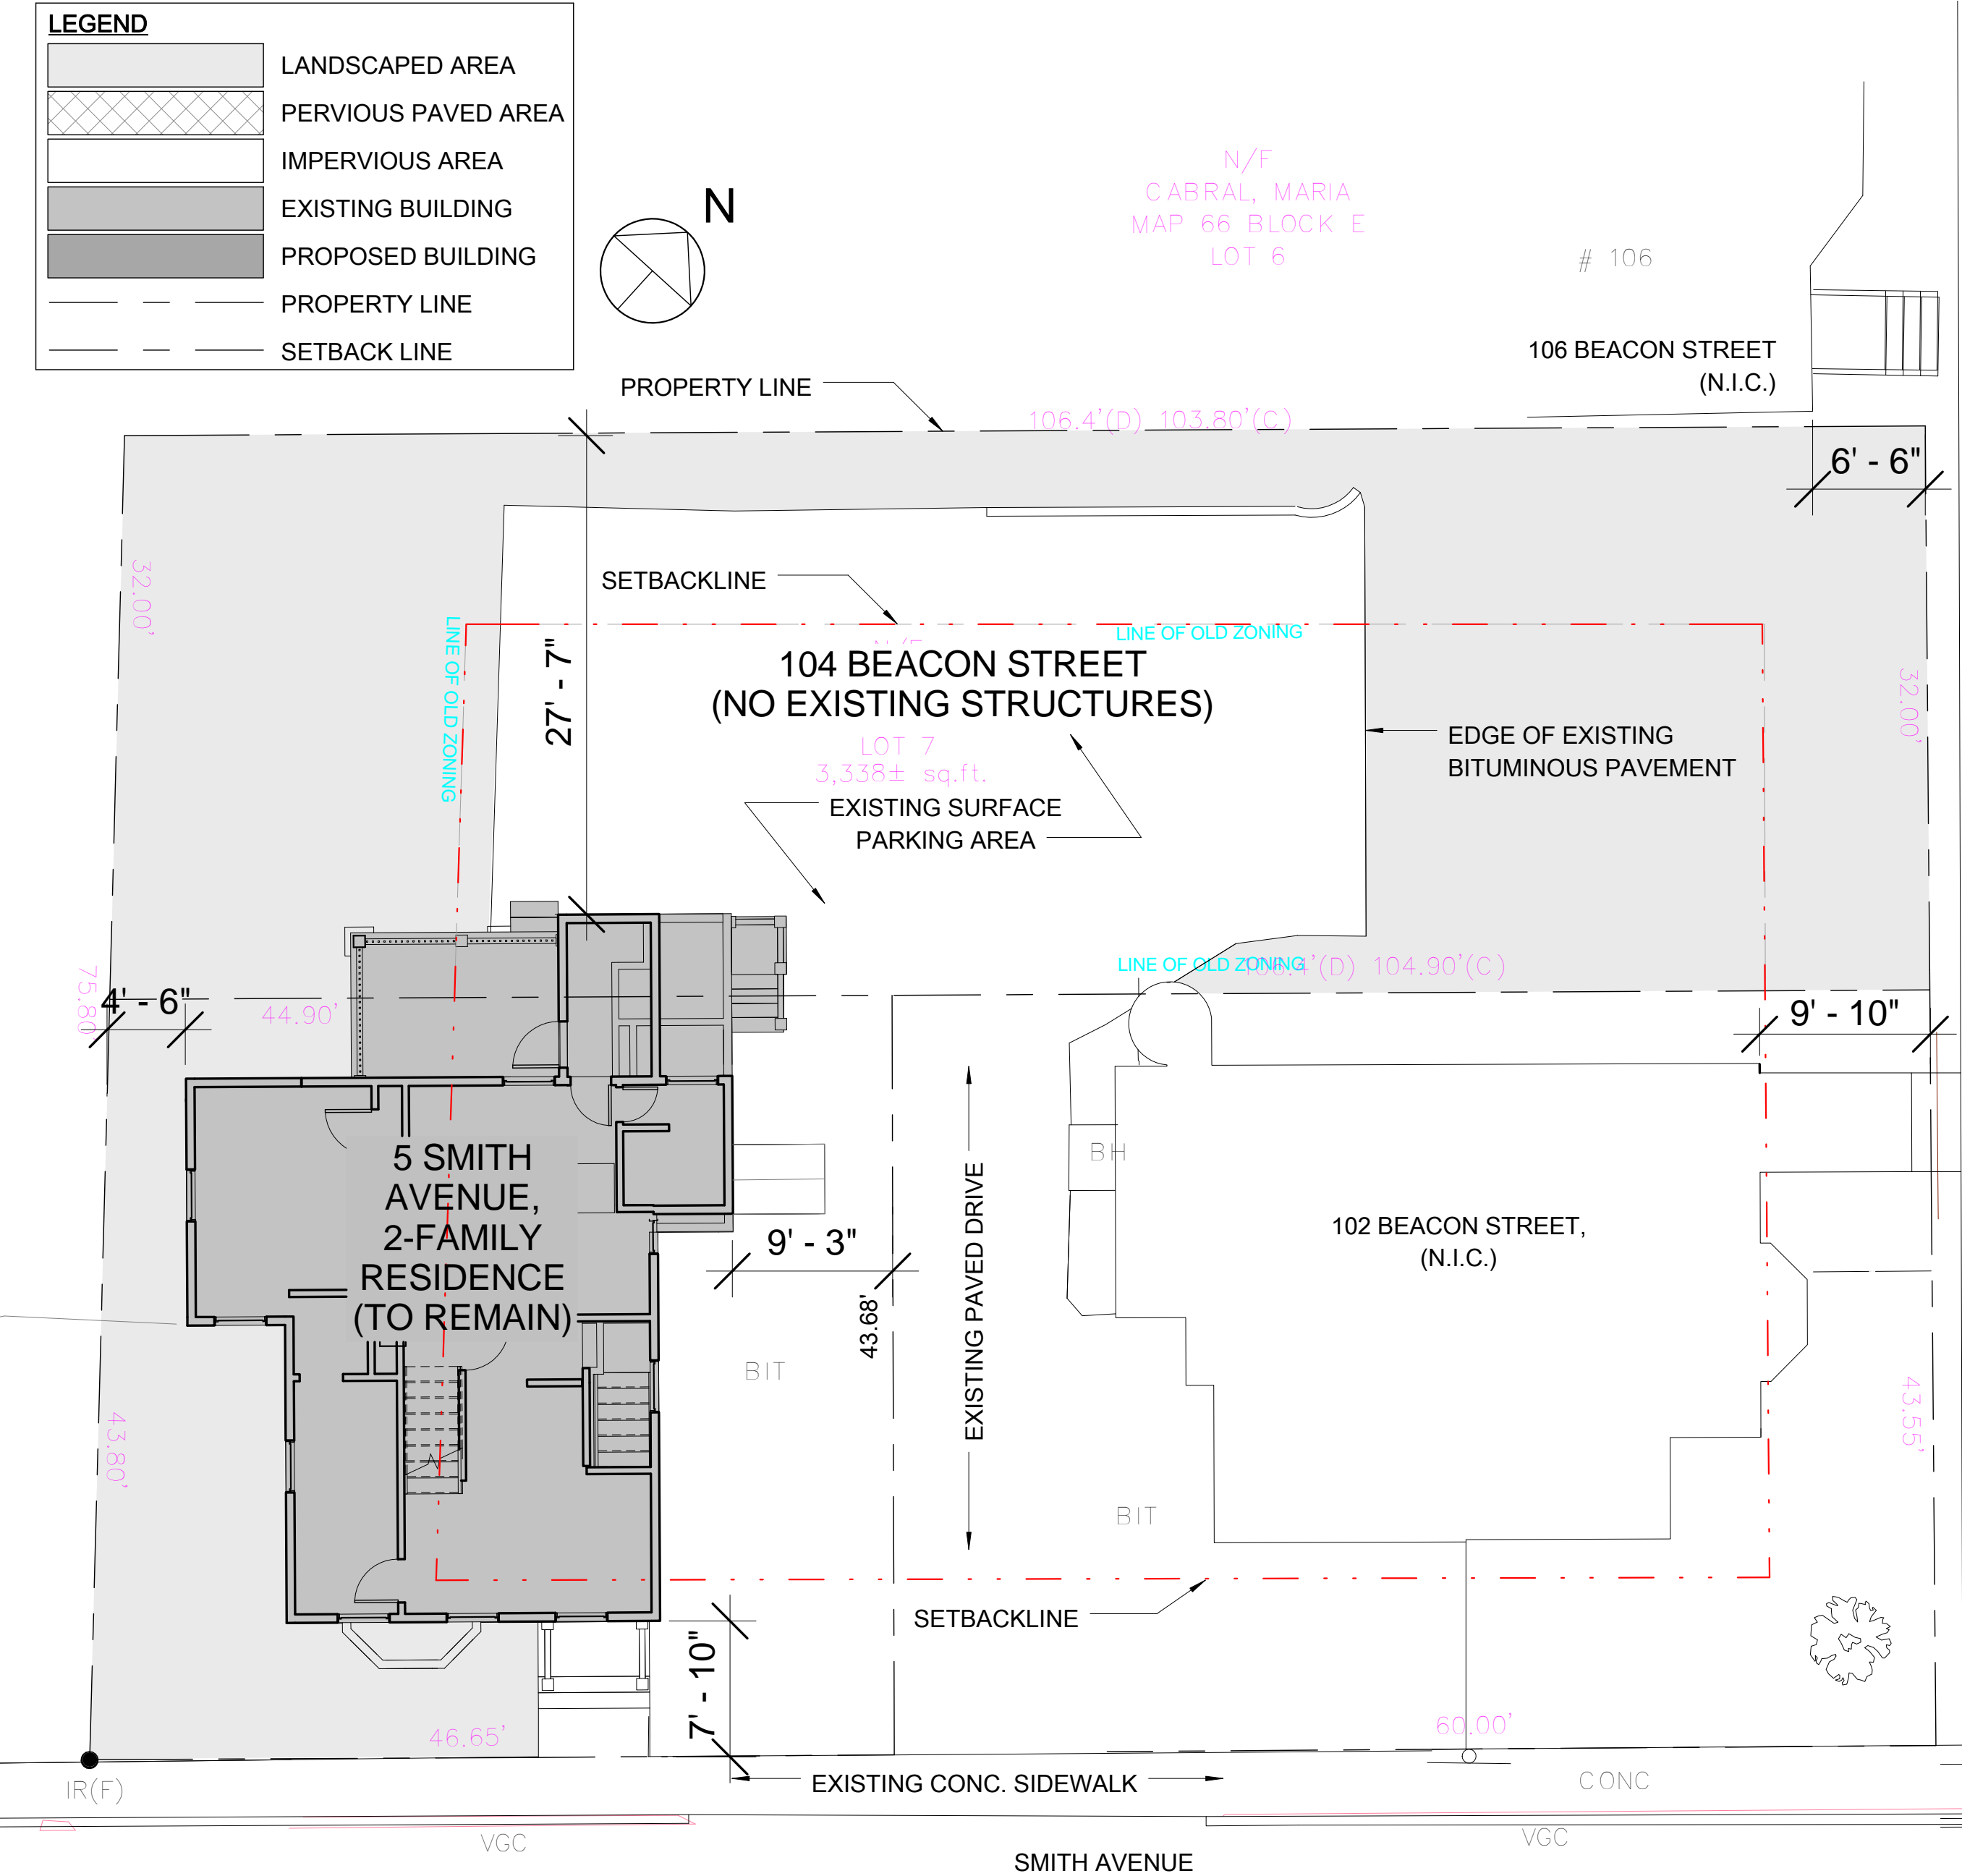 LEGEND
LANDSCAPED AREA
PERVIOUS PAVED AREA
IMPERVIOUS AREA
EXISTING BUILDING
PROPOSED BUILDING
PROPERTY LINE
SETBACK LINE
N
N/F
CABRAL, MARIA
MAP 66 BLOCK E
LOT 6
# 106
106 BEACON STREET
(N.I.C.)
PROPERTY LINE
106.4'(D) 103.80'(C)
6' - 6"
32.00'
SETBACKLINE
LINE OF OLD ZONING
LINE OF OLD ZONING
27' - 7"
N/F
104 BEACON STREET
(NO EXISTING STRUCTURES)
LOT 7
3,338± sq.ft.
EXISTING SURFACE
PARKING AREA
EDGE OF EXISTING
BITUMINOUS PAVEMENT
32.00'
LINE OF OLD ZONING
106.4'(D) 104.90'(C)
75.80'
4' - 6"
44.90'
9' - 10"
5 SMITH
AVENUE,
2-FAMILY
RESIDENCE
(TO REMAIN)
9' - 3"
43.68'
EXISTING PAVED DRIVE
BH
102 BEACON STREET,
(N.I.C.)
BIT
BIT
43.80'
43.55'
SETBACKLINE
7' - 10"
46.65'
60.00'
IR(F)
EXISTING CONC. SIDEWALK
CONC
VGC
VGC
SMITH AVENUE